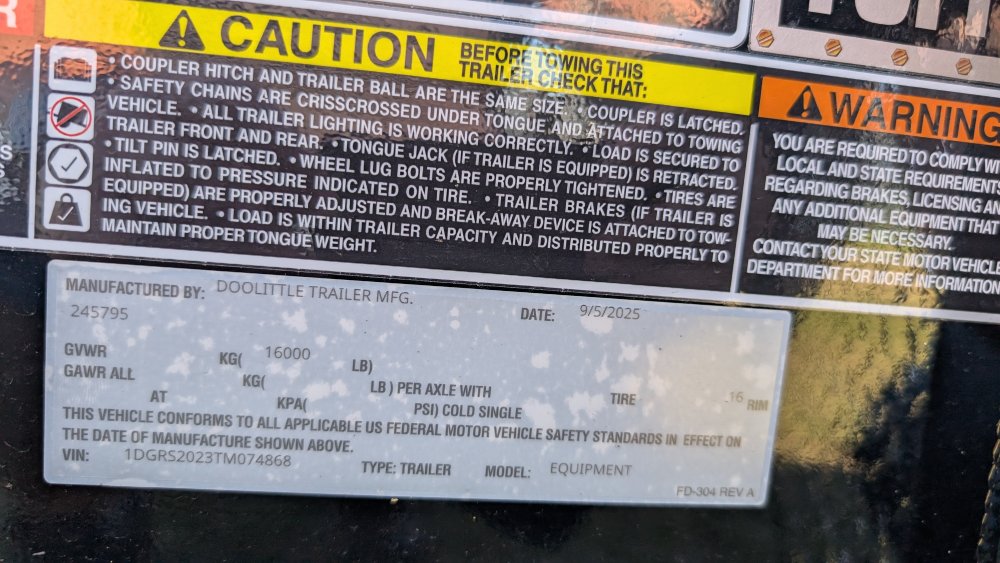 CAUTION BEFORE TOWING THIS
TRAILER CHECK THAT:
• COUPLER HITCH AND TRAILER BALL ARE THE SAME SIZE. • COUPLER IS LATCHED.
• SAFETY CHAINS ARE CRISSCROSSED UNDER TONGUE AND ATTACHED TO TOWING
VEHICLE. • ALL TRAILER LIGHTING IS WORKING CORRECTLY. • LOAD IS SECURED TO
TRAILER FRONT AND REAR. • TONGUE JACK (IF TRAILER IS EQUIPPED) IS RETRACTED.
• TILT PIN IS LATCHED. • WHEEL LUG BOLTS ARE PROPERLY TIGHTENED. • TIRES ARE
INFLATED TO PRESSURE INDICATED ON TIRE. • TRAILER BRAKES (IF TRAILER IS
EQUIPPED) ARE PROPERLY ADJUSTED AND BREAK-AWAY DEVICE IS ATTACHED TO TOW-
ING VEHICLE. • LOAD IS WITHIN TRAILER CAPACITY AND DISTRIBUTED PROPERLY TO
MAINTAIN PROPER TONGUE WEIGHT.
WARNING
YOU ARE REQUIRED TO COMPLY
LOCAL AND STATE REQUIREMENTS
REGARDING BRAKES, LICENSING
ANY ADDITIONAL EQUIPMENT THAT
MAY BE NECESSARY.
CONTACT YOUR STATE MOTOR VEHICLE
DEPARTMENT FOR MORE INFORMATION
MANUFACTURED BY: DOOLITTLE TRAILER MFG.
245795 DATE: 9/5/2025
GVWR KG( 16000 LB)
GAWR ALL KG( LB) PER AXLE WITH TIRE 16 RIM
AT KPA( PSI) COLD SINGLE
THIS VEHICLE CONFORMS TO ALL APPLICABLE US FEDERAL MOTOR VEHICLE SAFETY STANDARDS IN EFFECT ON
THE DATE OF MANUFACTURE SHOWN ABOVE.
VIN: 1DGRS2023TM074868 TYPE: TRAILER MODEL: EQUIPMENT
FD-304 REV A